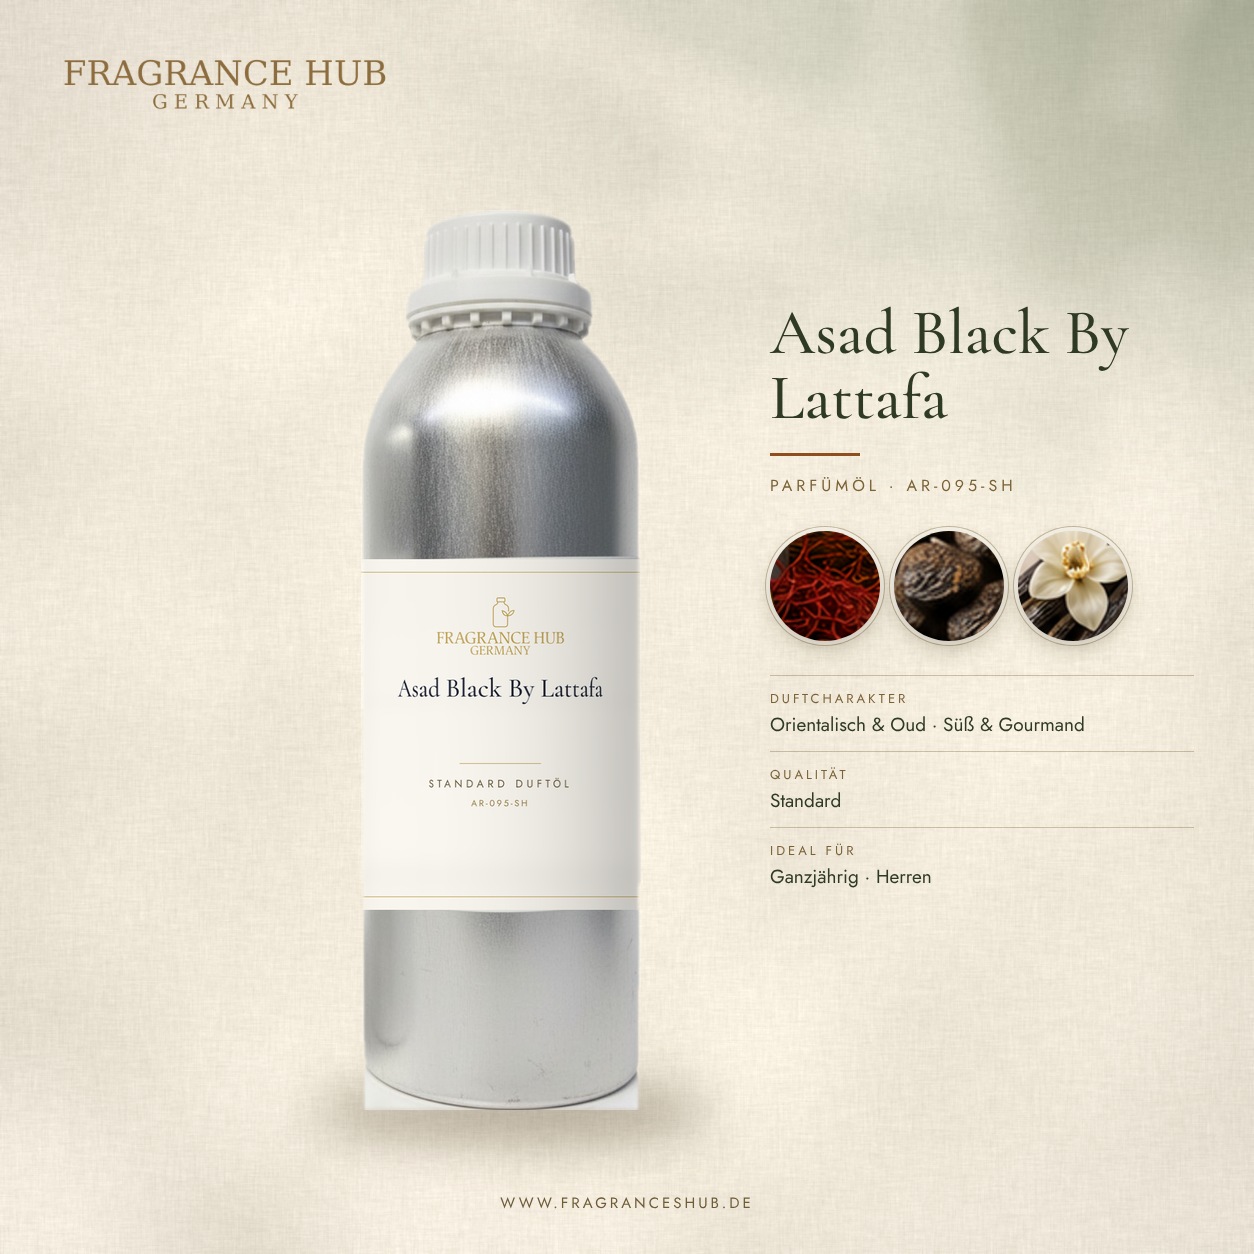 FRAGRANCE HUB
GERMANY
Asad Black By
Lattafa
PARFÜMÖL · AR-095-SH
FRAGRANCE HUB
GERMANY
Asad Black By Lattafa
STANDARD DUFTÖL
AR-095-SH
DUFTCHARAKTER
Orientalisch & Oud · Süß & Gourmand
QUALITÄT
Standard
IDEAL FÜR
Ganzjährig · Herren
WWW.FRAGRANCESHUB.DE